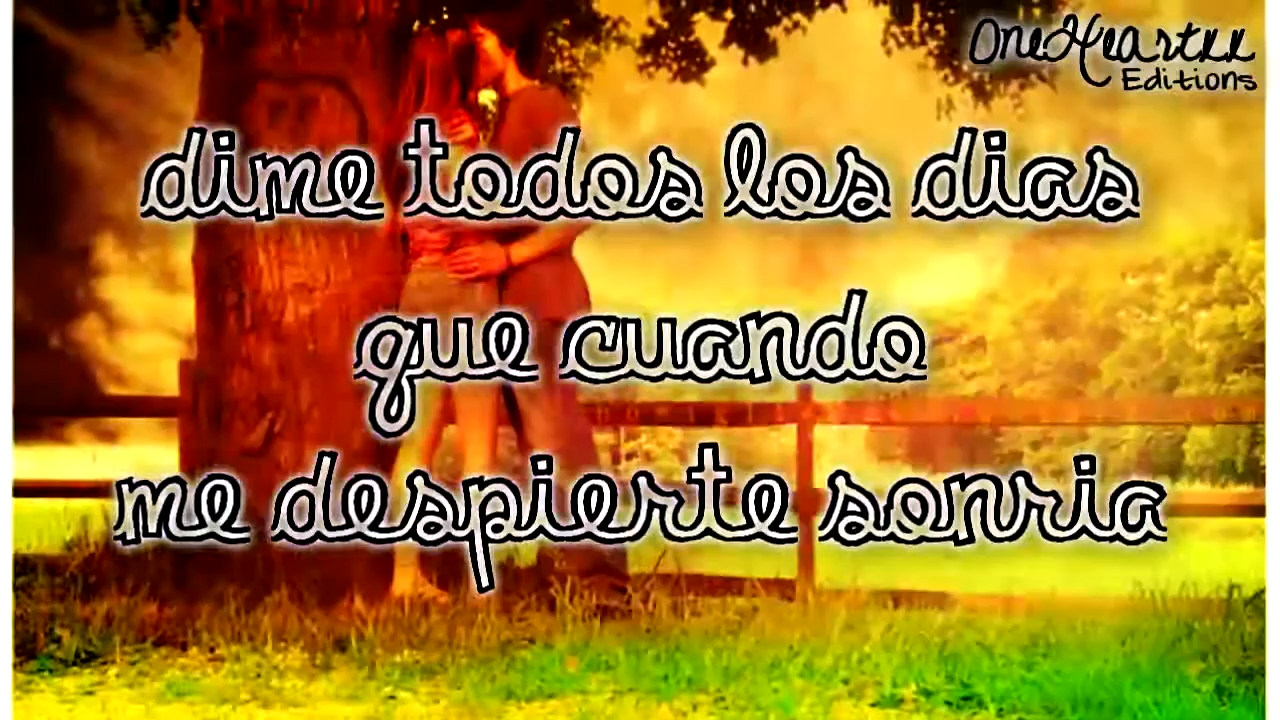 OneHeartxx
Editions
dime todos los dias
que cuando
me despierte sonria